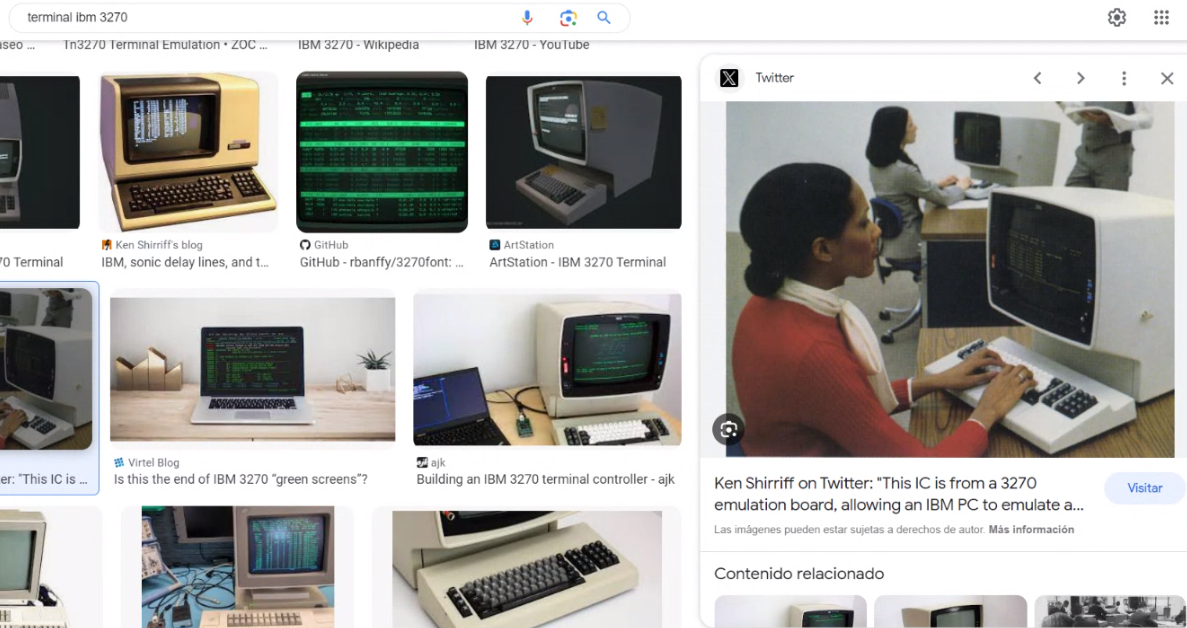 terminal ibm 3270
aseo ...
Tn3270 Terminal Emulation • ZOC ...
IBM 3270 - Wikipedia
IBM 3270 - YouTube
Twitter
Ken Shirriff's blog
GitHub
ArtStation
70 Terminal
IBM, sonic delay lines, and t...
GitHub - rbanffy/3270font: ...
ArtStation - IBM 3270 Terminal
Virtel Blog
ajk
er: "This IC is ...
Is this the end of IBM 3270 “green screens”?
Building an IBM 3270 terminal controller - ajk
Ken Shirriff on Twitter: "This IC is from a 3270
emulation board, allowing an IBM PC to emulate a...
Visitar
Las imágenes pueden estar sujetas a derechos de autor. Más información
Contenido relacionado